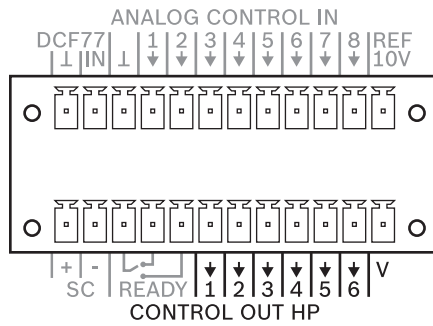 ANALOG CONTROL IN
DCF77 1 2 3 4 5 6 7 8 REF
⊥ IN ⊥ ↓ ↓ ↓ ↓ ↓ ↓ ↓ ↓ 10V
+ - ↓ ↓ ↓ ↓ ↓ ↓ V
SC READY 1 2 3 4 5 6
CONTROL OUT HP